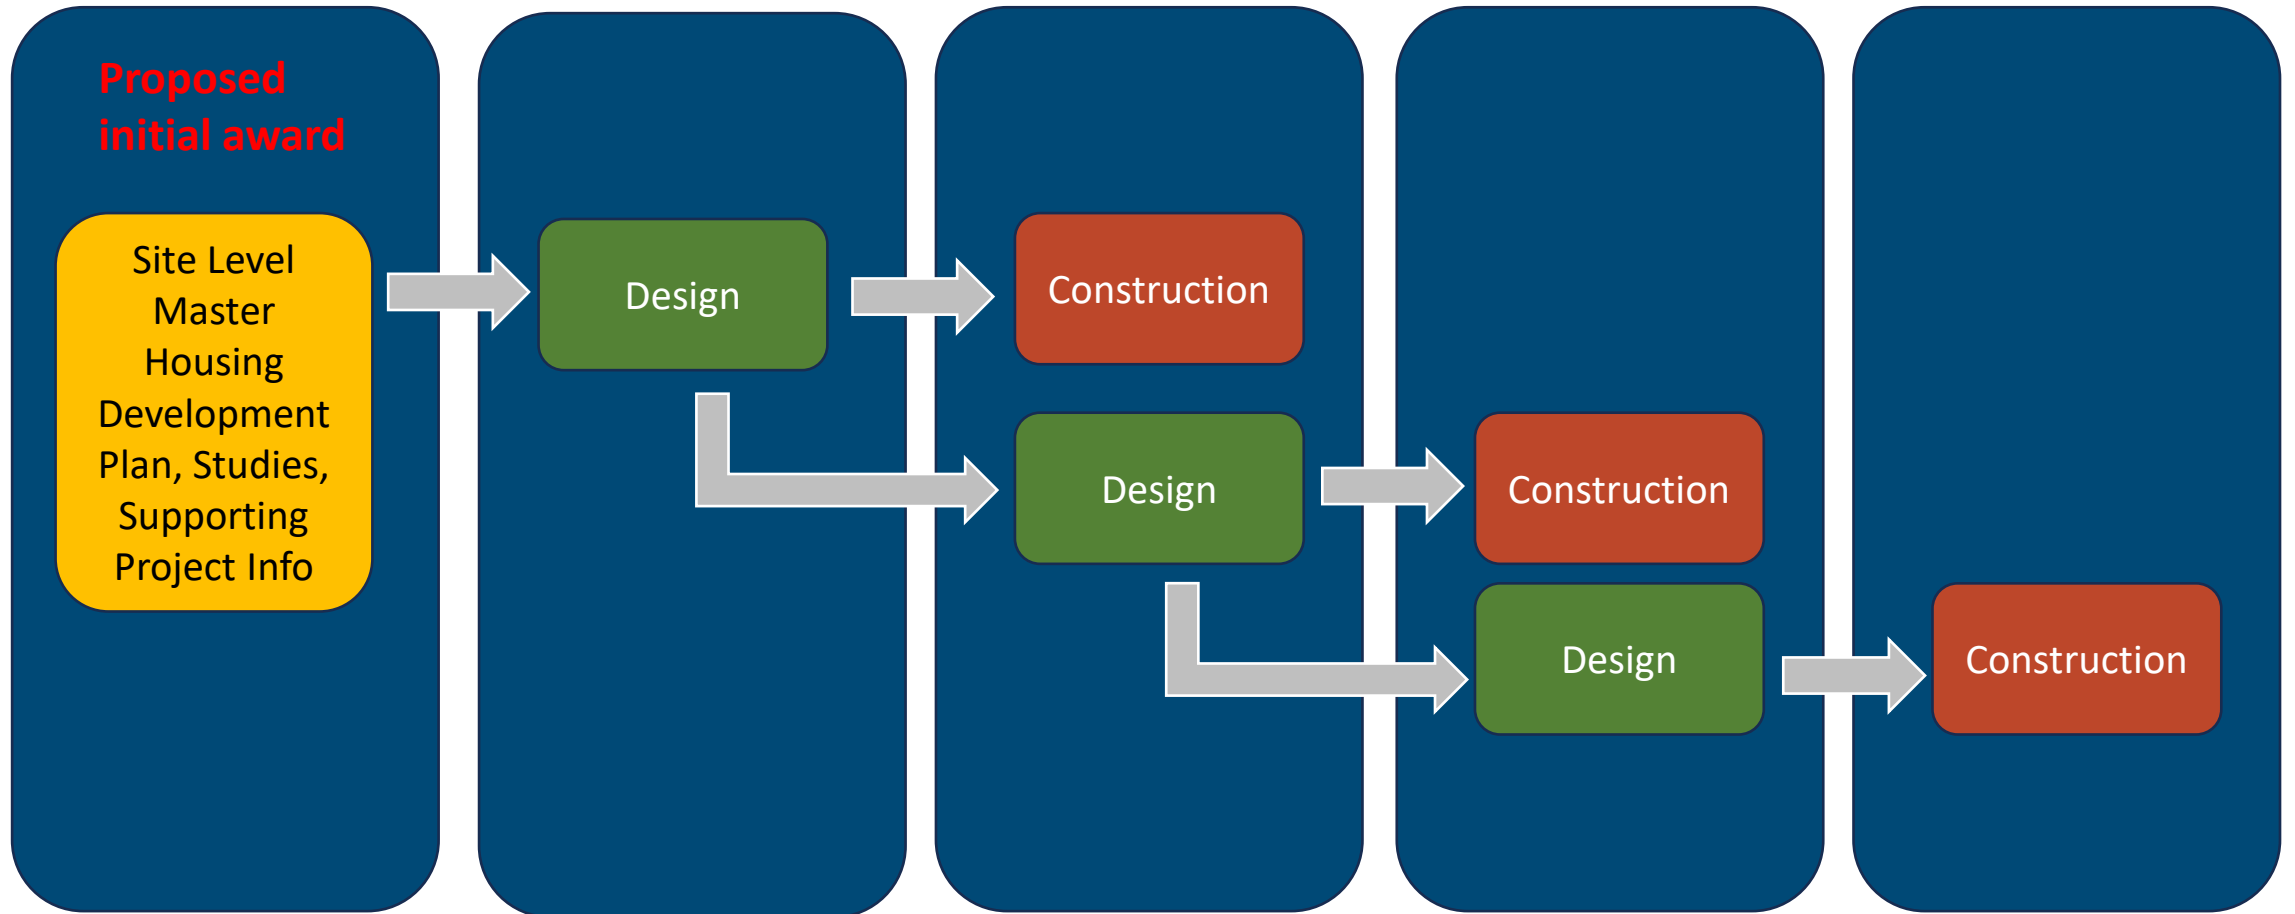 Proposed
initial award
Site Level
Master
Housing
Development
Plan, Studies,
Supporting
Project Info
Design
Construction
Design
Construction
Design
Construction